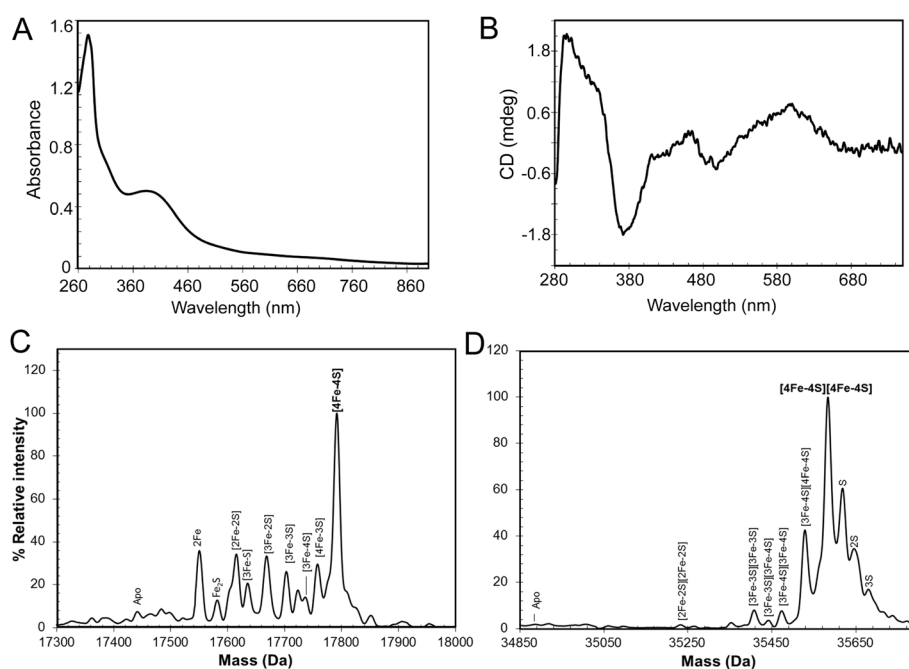 A
1.6
1.2
0.8
0.4
0
Absorbance
260 360 460 560 660 760 860
Wavelength (nm)
B
1.8
0.6
-0.6
-1.8
CD (mdeg)
280 380 480 580 680
Wavelength (nm)
C
120
100
80
60
40
20
0
% Relative intensity
Apo
2Fe
Fe2S
[2Fe-2S]
[3Fe-S]
[3Fe-2S]
[3Fe-3S]
[3Fe-4S]
[4Fe-3S]
[4Fe-4S]
17300 17400 17500 17600 17700 17800 17900 18000
Mass (Da)
D
120
100
80
60
40
20
0
Apo
[2Fe-2S][2Fe-2S]
[3Fe-3S][3Fe-3S]
[3Fe-3S][3Fe-4S]
[3Fe-4S][3Fe-4S]
[3Fe-4S][4Fe-4S]
[4Fe-4S][4Fe-4S]
S
2S
3S
34850 35050 35250 35450 35650
Mass (Da)